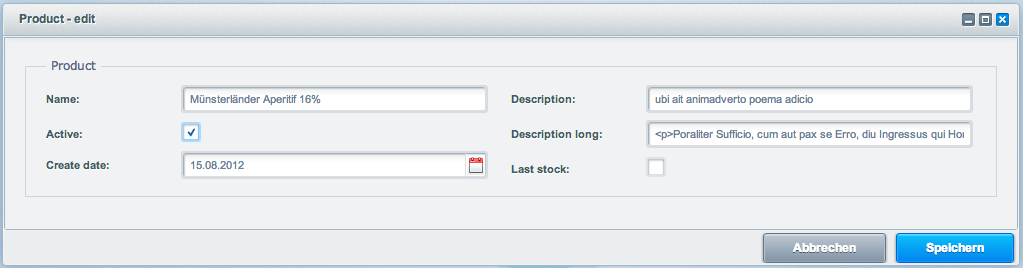 Product - edit
Product
Name: Münsterländer Aperitif 16%
Description: ubi ait animadverto poema adicio
Active:
Description long: <p>Poraliter Sufficio, cum aut pax se Erro, diu Ingressus qui Hor
Create date: 15.08.2012
Last stock:
Abbrechen Speichern